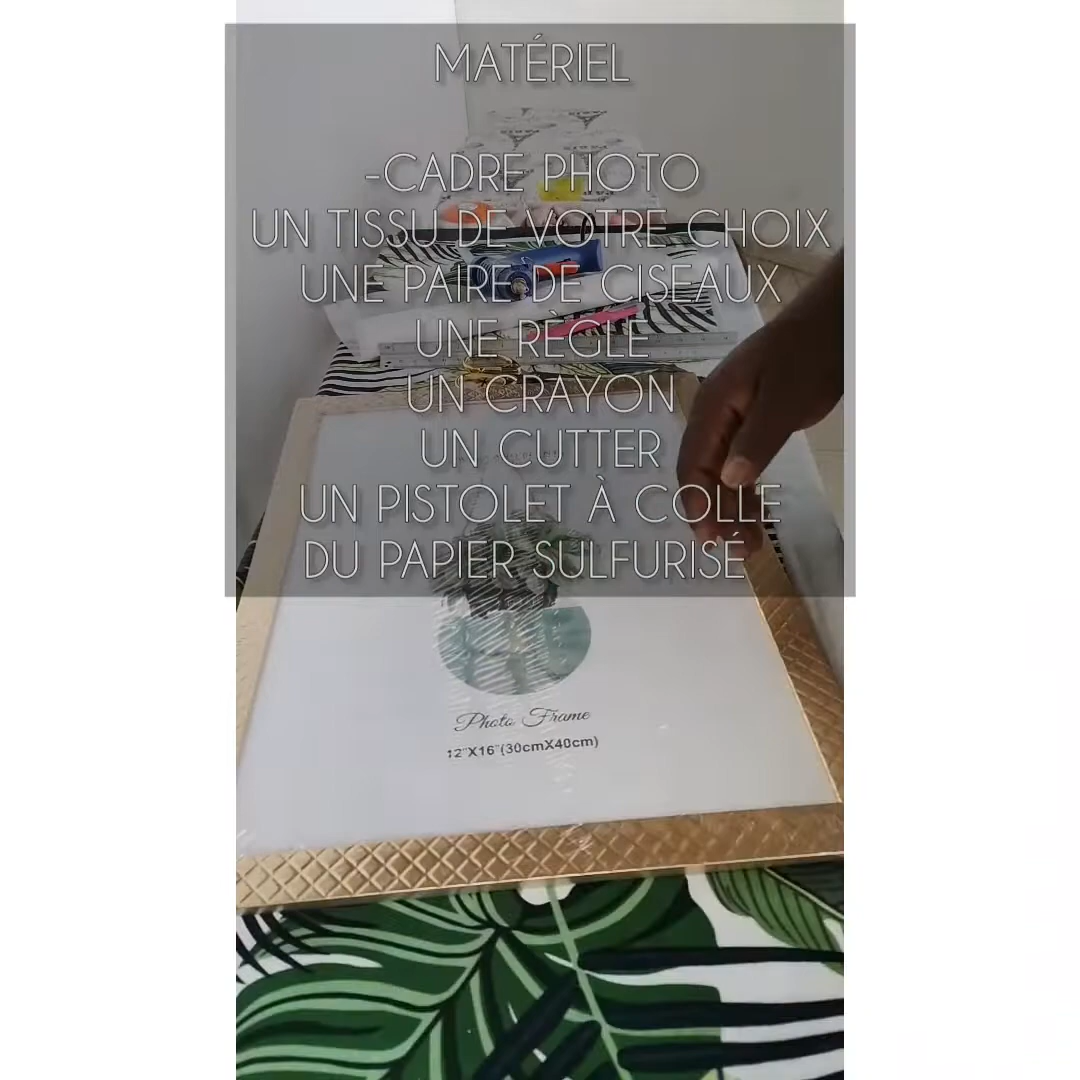 MATÉRIEL
-CADRE PHOTO
UN TISSU DE VOTRE CHOIX
UNE PAIRE DE CISEAUX
UNE RÈGLE
UN CRAYON
UN CUTTER
UN PISTOLET À COLLE
DU PAPIER SULFURISÉ
Photo Frame
12"X16"(30cmX40cm)